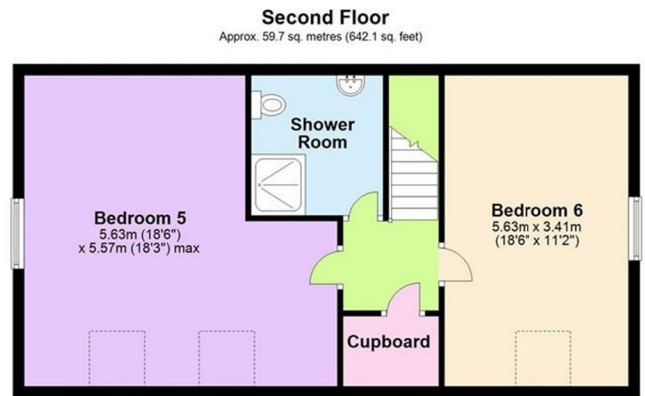 Second Floor
Approx. 59.7 sq. metres (642.1 sq. feet)
Shower
Room
Bedroom 5
5.63m (18'6")
x 5.57m (18'3") max
Bedroom 6
5.63m x 3.41m
(18'6" x 11'2")
Cupboard